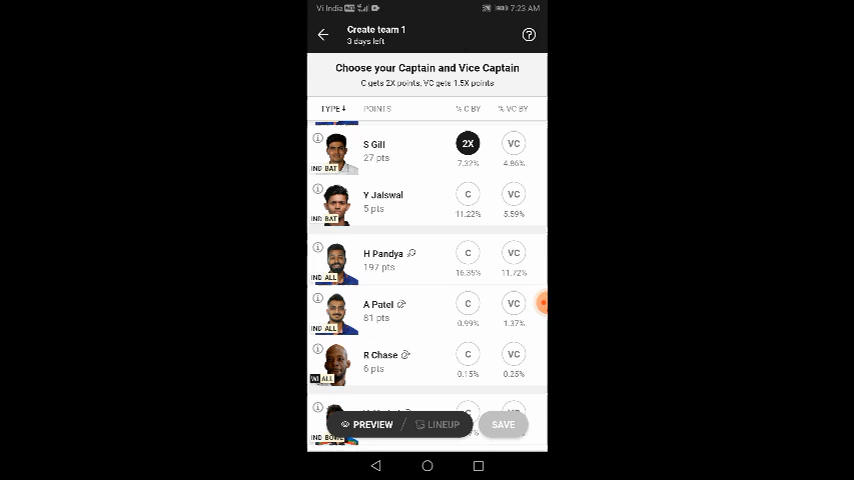 Vi India 7:23 AM
Create team 1
3 days left
Choose your Captain and Vice Captain
C gets 2X points, VC gets 1.5X points
TYPE POINTS % C BY % VC BY
S Gill 2X VC
27 pts 7.32% 4.86%
IND BAT
Y Jaiswal C VC
5 pts 11.22% 5.59%
IND BAT
H Pandya C VC
197 pts 16.35% 11.72%
IND ALL
A Patel C VC
81 pts 0.99% 1.37%
IND ALL
R Chase C VC
6 pts 0.15% 0.25%
WI ALL
PREVIEW / LINEUP SAVE
IND BOWL